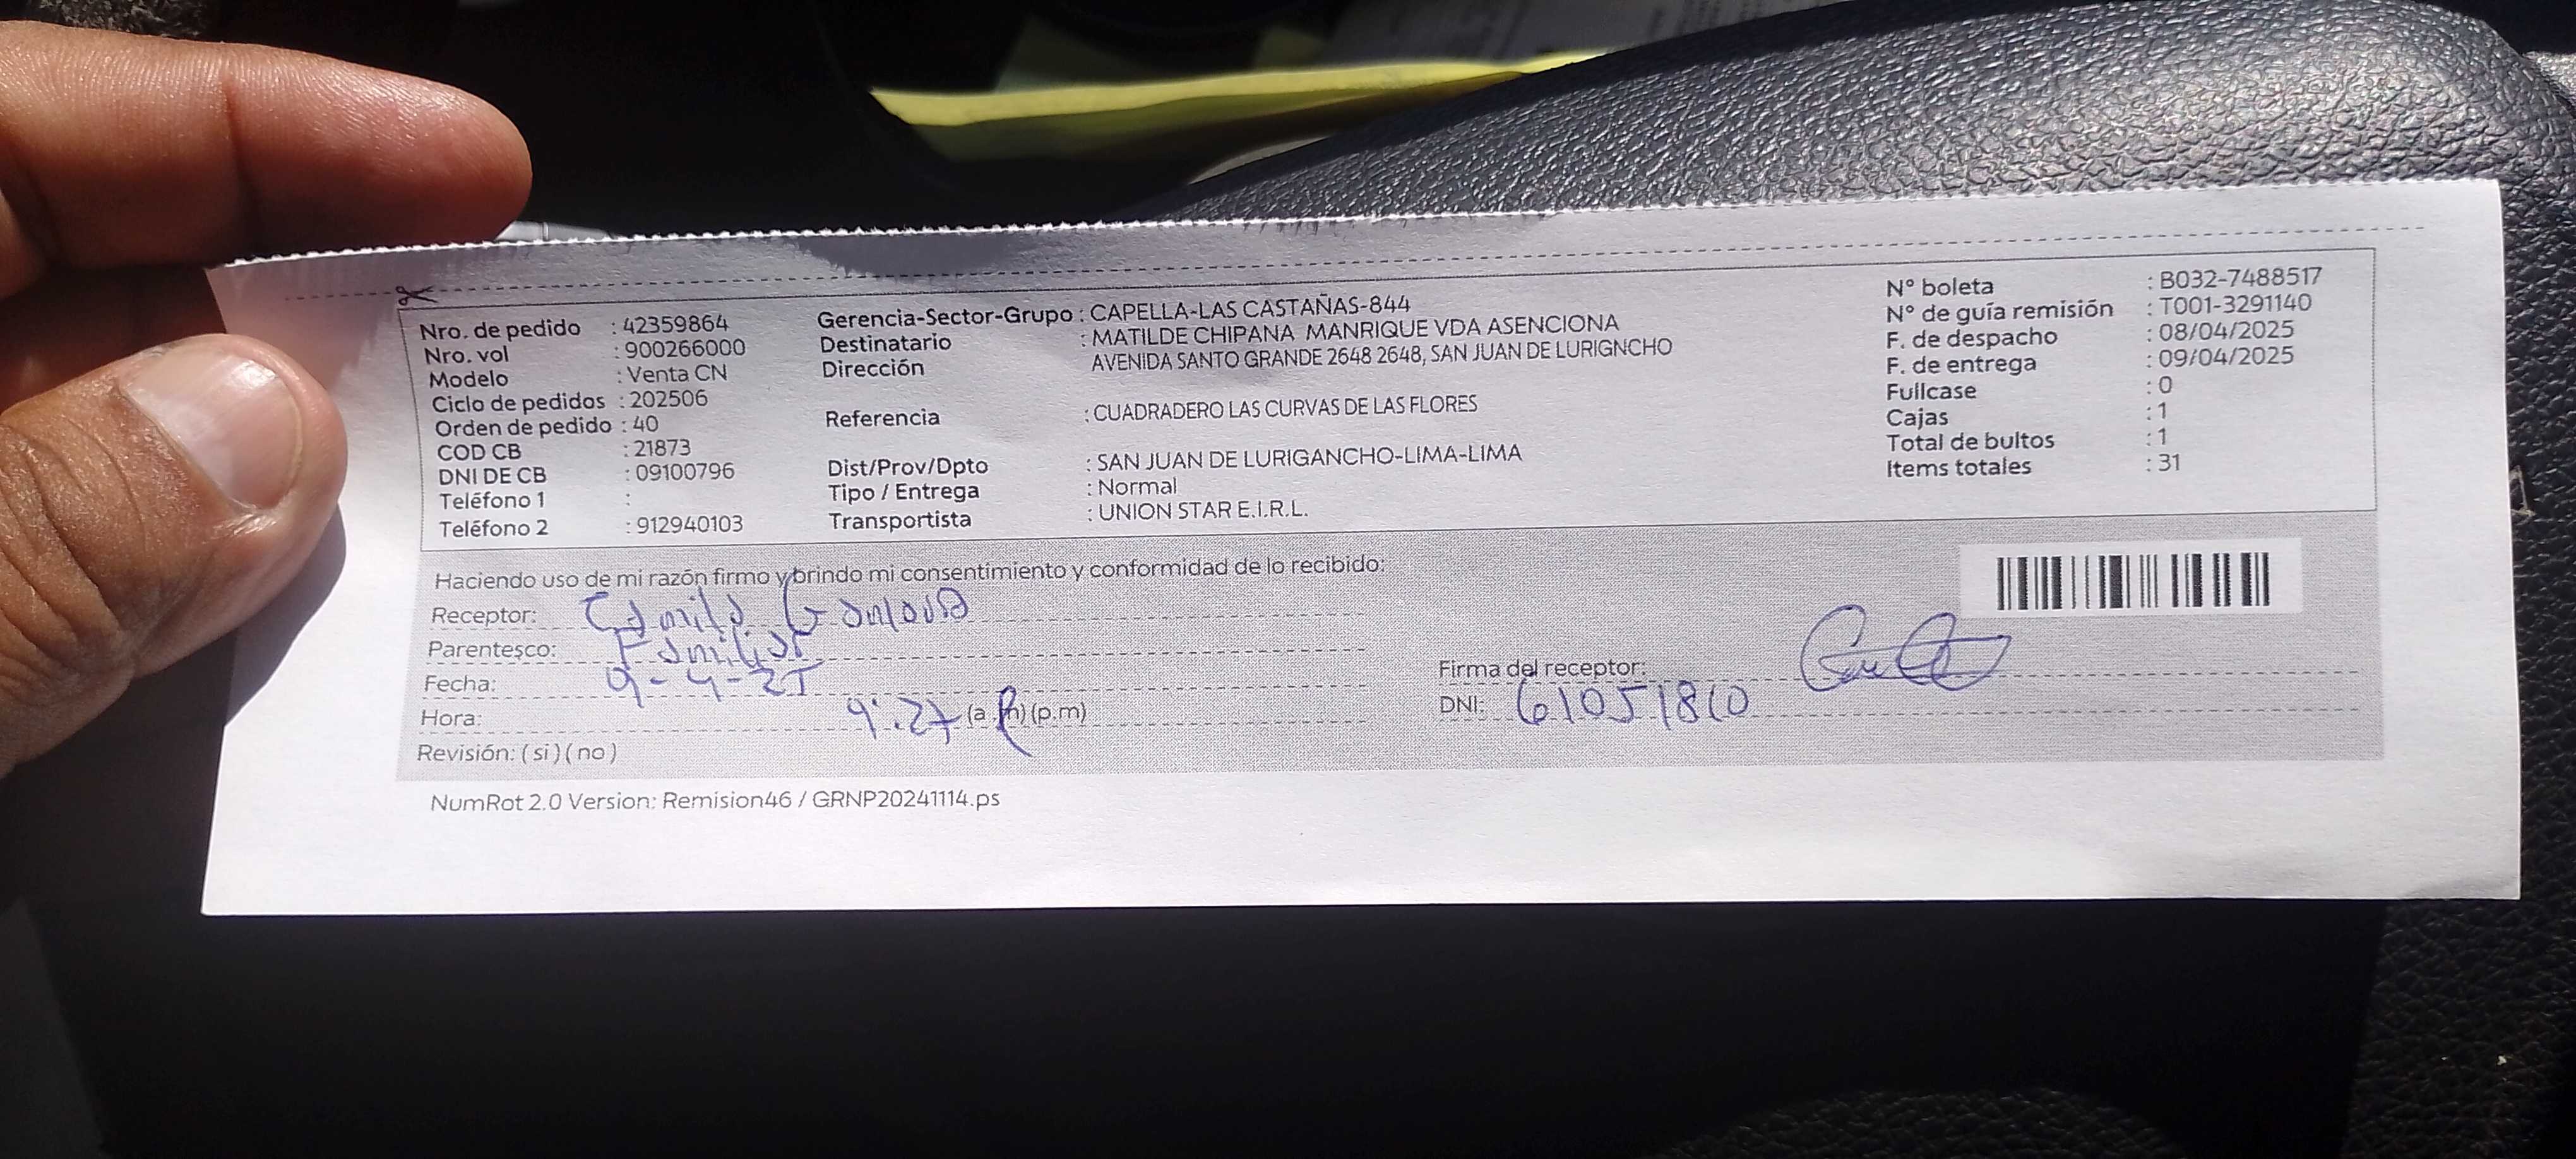 Nro. de pedido : 42359864
Nro. vol : 900266000
Modelo : Venta CN
Ciclo de pedidos : 202506
Orden de pedido : 40
COD CB : 21873
DNI DE CB : 09100796
Teléfono 1 :
Teléfono 2 : 912940103
Gerencia-Sector-Grupo : CAPELLA-LAS CASTAÑAS-844
Destinatario : MATILDE CHIPANA MANRIQUE VDA ASENCIONA
Dirección AVENIDA SANTO GRANDE 2648 2648, SAN JUAN DE LURIGNCHO
Referencia : CUADRADERO LAS CURVAS DE LAS FLORES
Dist/Prov/Dpto : SAN JUAN DE LURIGANCHO-LIMA-LIMA
Tipo / Entrega : Normal
Transportista : UNION STAR E.I.R.L.
N° boleta : B032-7488517
N° de guía remisión : T001-3291140
F. de despacho : 08/04/2025
F. de entrega : 09/04/2025
Fullcase : 0
Cajas : 1
Total de bultos : 1
Items totales : 31
Haciendo uso de mi razón firmo y brindo mi consentimiento y conformidad de lo recibido:
Receptor: Camila
Parentesco: Familiar
Fecha: 9-4-25
Hora: 9:27 (a.m) (p.m)
Revisión: ( si ) ( no )
Firma del receptor:
DNI: 61051810
NumRot 2.0 Version: Remision46 / GRNP20241114.ps